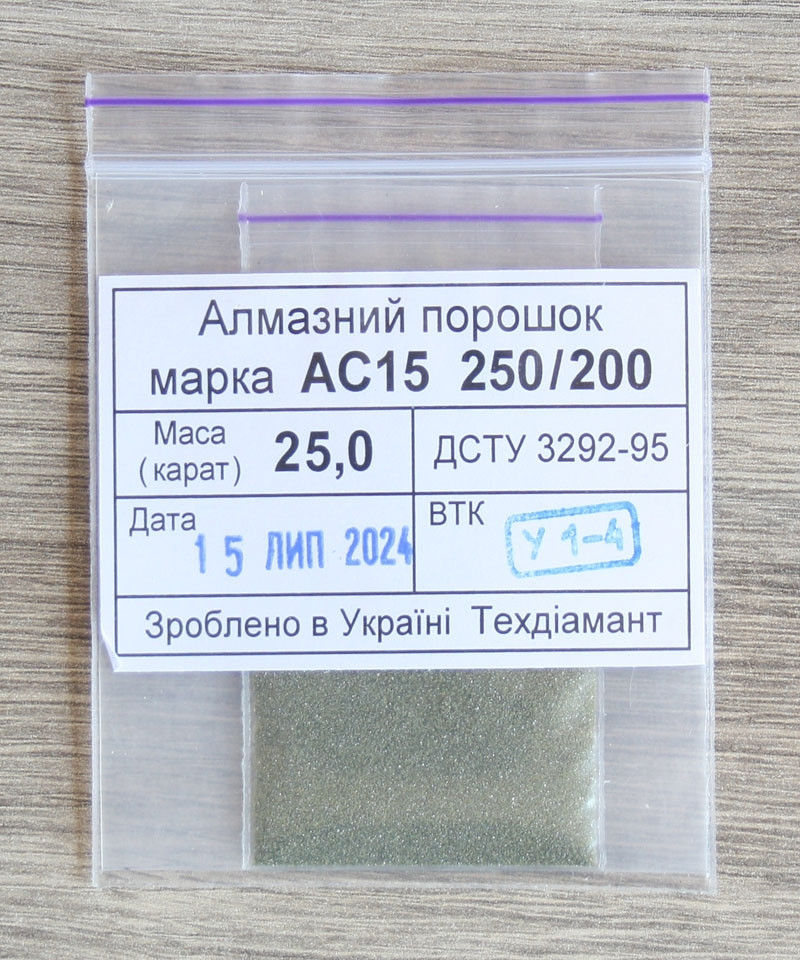 Алмазний порошок
марка АС15 250/200
Маса
(карат) 25,0
ДСТУ 3292-95
Дата
15 ЛИП 2024
ВТК
У 1-4
Зроблено в Україні Техдіамант